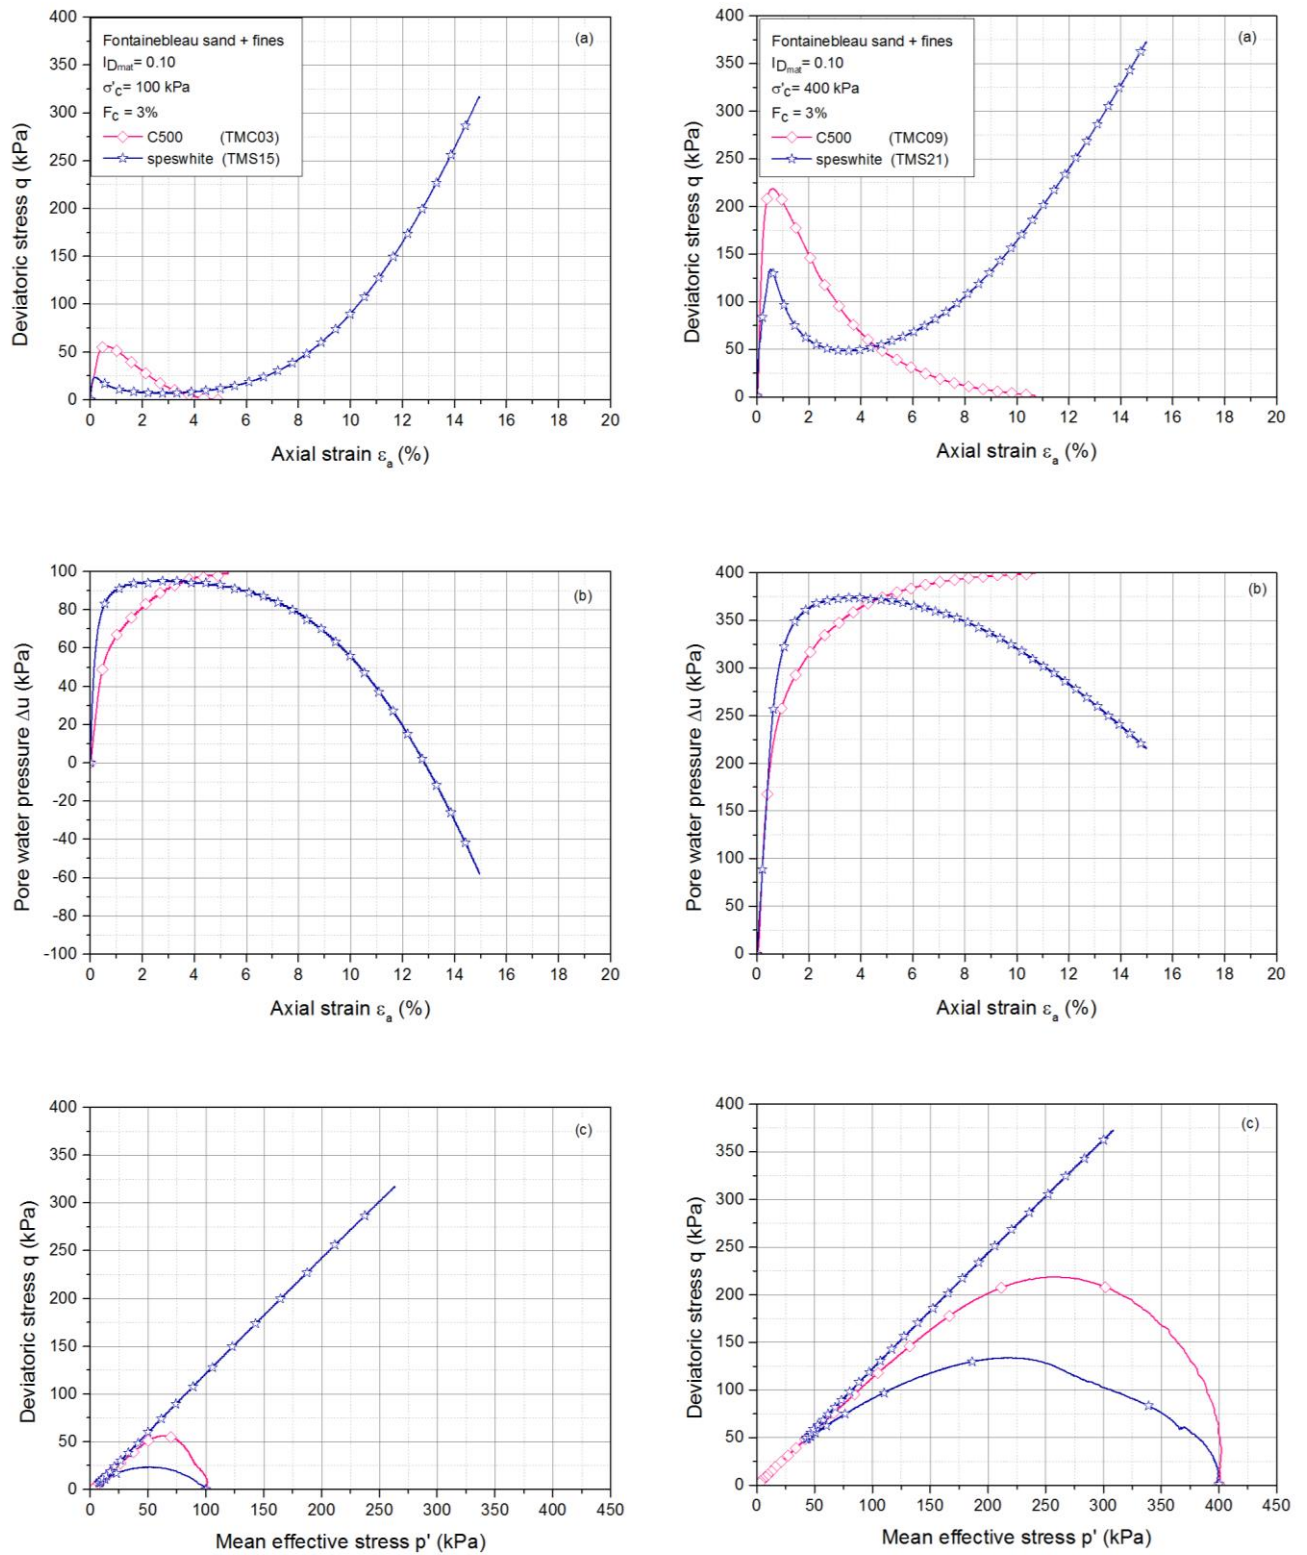 400
350
300
250
200
150
100
50
0
Deviatoric stress q (kPa)
Fontainebleau sand + fines
I_Dmat= 0.10
σ'c= 100 kPa
Fc = 3%
C500 (TMC03)
speswhite (TMS15)
(a)
0 2 4 6 8 10 12 14 16 18 20
Axial strain εa (%)
400
350
300
250
200
150
100
50
0
Deviatoric stress q (kPa)
Fontainebleau sand + fines
I_Dmat= 0.10
σ'c= 400 kPa
Fc = 3%
C500 (TMC09)
speswhite (TMS21)
(a)
0 2 4 6 8 10 12 14 16 18 20
Axial strain εa (%)
100
80
60
40
20
0
-20
-40
-60
-80
-100
Pore water pressure Δu (kPa)
(b)
0 2 4 6 8 10 12 14 16 18 20
Axial strain εa (%)
400
350
300
250
200
150
100
50
0
Pore water pressure Δu (kPa)
(b)
0 2 4 6 8 10 12 14 16 18 20
Axial strain εa (%)
400
350
300
250
200
150
100
50
0
Deviatoric stress q (kPa)
(c)
0 50 100 150 200 250 300 350 400 450
Mean effective stress p' (kPa)
400
350
300
250
200
150
100
50
0
Deviatoric stress q (kPa)
(c)
0 50 100 150 200 250 300 350 400 450
Mean effective stress p' (kPa)